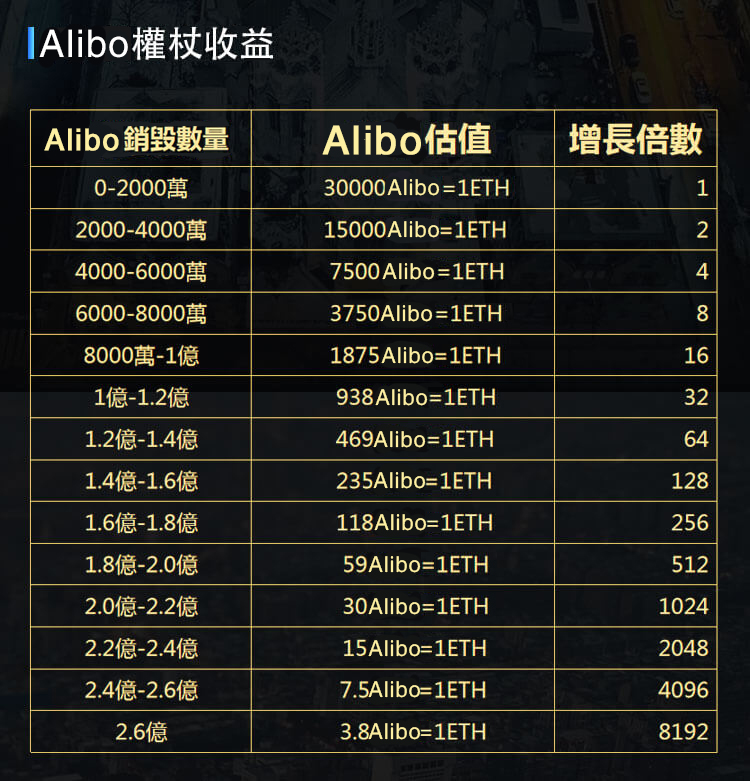 Alibo權杖收益
Alibo銷毀數量 Alibo估值 增長倍數
0-2000萬 30000Alibo=1ETH 1
2000-4000萬 15000Alibo=1ETH 2
4000-6000萬 7500Alibo=1ETH 4
6000-8000萬 3750Alibo=1ETH 8
8000萬-1億 1875Alibo=1ETH 16
1億-1.2億 938Alibo=1ETH 32
1.2億-1.4億 469Alibo=1ETH 64
1.4億-1.6億 235Alibo=1ETH 128
1.6億-1.8億 118Alibo=1ETH 256
1.8億-2.0億 59Alibo=1ETH 512
2.0億-2.2億 30Alibo=1ETH 1024
2.2億-2.4億 15Alibo=1ETH 2048
2.4億-2.6億 7.5Alibo=1ETH 4096
2.6億 3.8Alibo=1ETH 8192